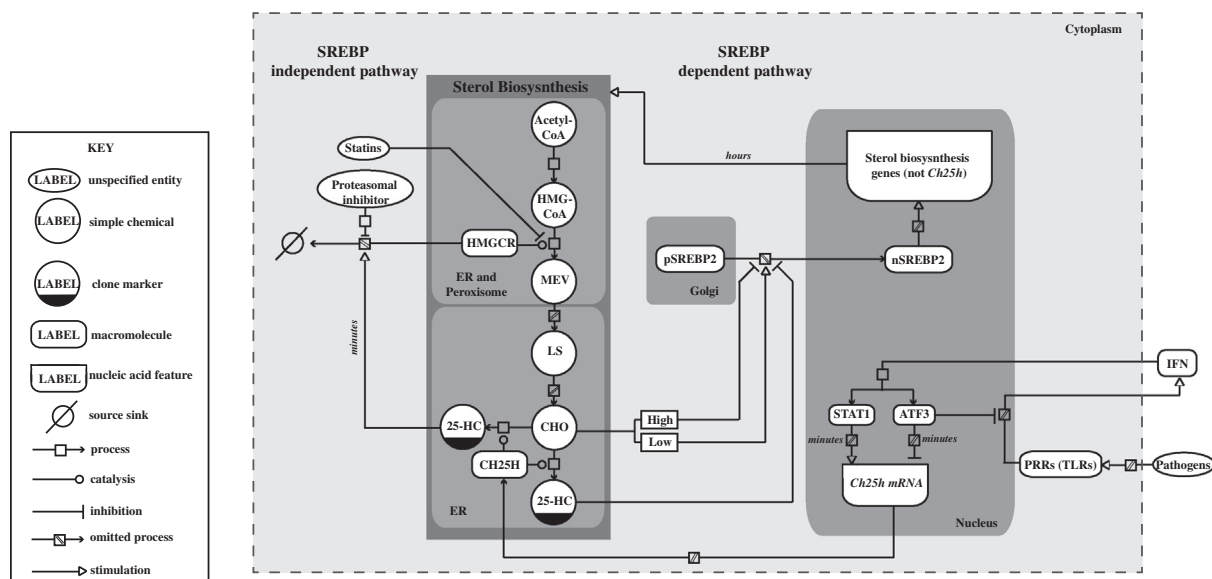 KEY
LABEL
unspecified entity
LABEL
simple chemical
LABEL
clone marker
LABEL
macromolecule
LABEL
nucleic acid feature
source sink
process
catalysis
inhibition
omitted process
stimulation
Cytoplasm
SREBP
independent pathway
SREBP
dependent pathway
Sterol Biosysnthesis
Acetyl-
CoA
Statins
Proteasomal
inhibitor
HMG-
CoA
HMGCR
ER and
Peroxisome
MEV
minutes
LS
25-HC
CHO
CH25H
25-HC
ER
High
Low
hours
pSREBP2
Golgi
Sterol biosysnthesis
genes (not Ch25h)
nSREBP2
IFN
STAT1
ATF3
minutes
minutes
Ch25h mRNA
PRRs (TLRs)
Pathogens
Nucleus